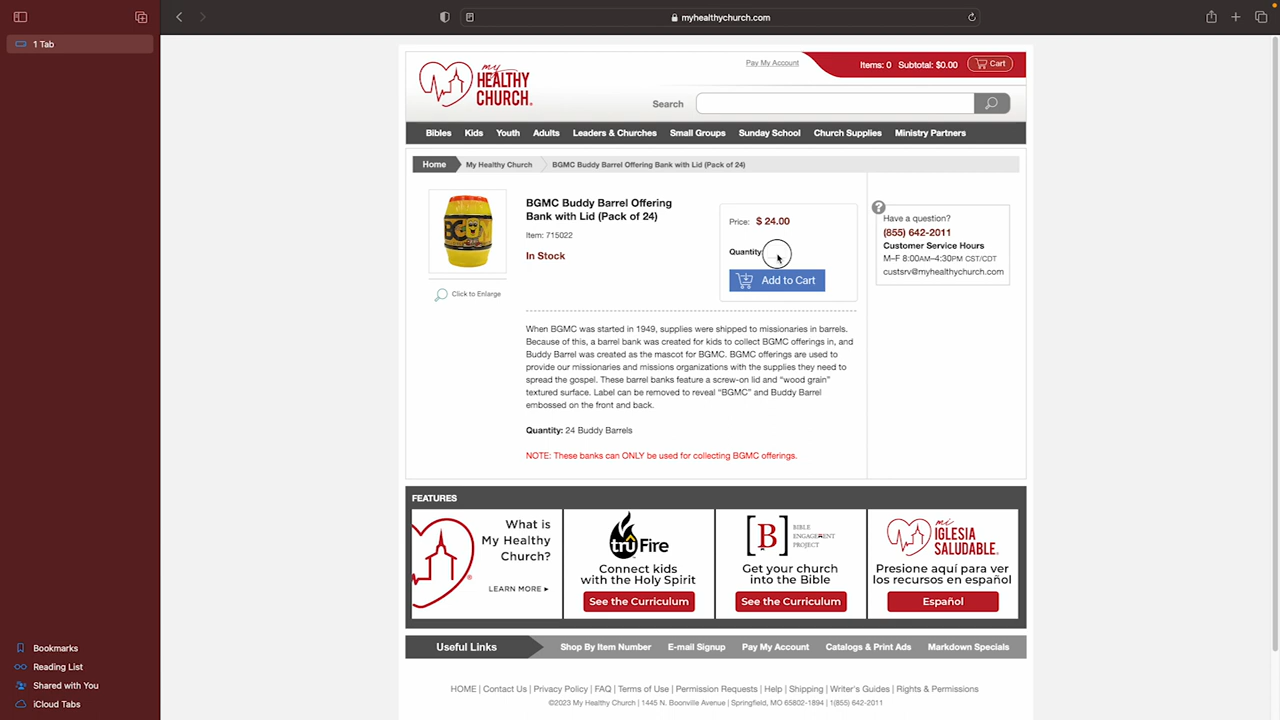 1 Tab
myhealthychurch.com
my
HEALTHY
CHURCH®
Pay My Account
Items: 0 Subtotal: $0.00 Cart
Search
Bibles Kids Youth Adults Leaders & Churches Small Groups Sunday School Church Supplies Ministry Partners
Home My Healthy Church BGMC Buddy Barrel Offering Bank with Lid (Pack of 24)
BGMC
Click to Enlarge
BGMC Buddy Barrel Offering
Bank with Lid (Pack of 24)
Item: 715022
In Stock
Price: $ 24.00
Quantity
Add to Cart
?
Have a question?
(855) 642-2011
Customer Service Hours
M–F 8:00AM–4:30PM CST/CDT
custsrv@myhealthychurch.com
When BGMC was started in 1949, supplies were shipped to missionaries in barrels.
Because of this, a barrel bank was created for kids to collect BGMC offerings in, and
Buddy Barrel was created as the mascot for BGMC. BGMC offerings are used to
provide our missionaries and missions organizations with the supplies they need to
spread the gospel. These barrel banks feature a screw-on lid and “wood grain”
textured surface. Label can be removed to reveal “BGMC” and Buddy Barrel
embossed on the front and back.
Quantity: 24 Buddy Barrels
NOTE: These banks can ONLY be used for collecting BGMC offerings.
FEATURES
What is
My Healthy
Church?
LEARN MORE ▸
trüFire
Connect kids
with the Holy Spirit
See the Curriculum
[B]
BIBLE
ENGAGEMENT
PROJECT
Get your church
into the Bible
See the Curriculum
mi
IGLESIA
SALUDABLE.
Presione aquí para ver
los recursos en español
Español
Useful Links Shop By Item Number E-mail Signup Pay My Account Catalogs & Print Ads Markdown Specials
HOME | Contact Us | Privacy Policy | FAQ | Terms of Use | Permission Requests | Help | Shipping | Writer's Guides | Rights & Permissions
©2023 My Healthy Church | 1445 N. Boonville Avenue | Springfield, MO 65802-1894 | 1(855) 642-2011
Bookmarks
Reading List
Shared with You
iCloud Tabs